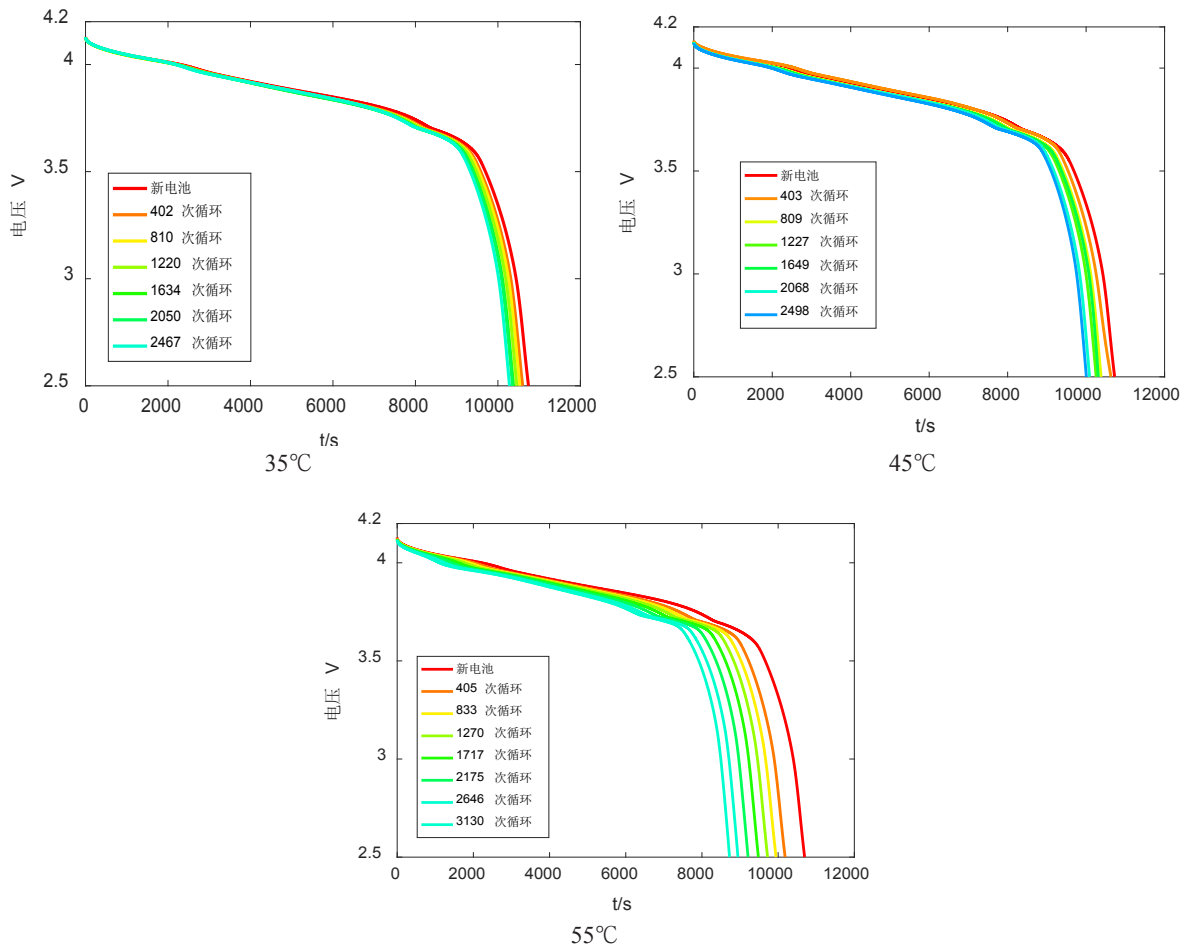 4.2
4
3.5
3
2.5
电压 V
新电池
402 次循环
810 次循环
1220 次循环
1634 次循环
2050 次循环
2467 次循环
0 2000 4000 6000 8000 10000 12000
t/s
35℃
4.2
4
3.5
3
2.5
电压 V
新电池
403 次循环
809 次循环
1227 次循环
1649 次循环
2068 次循环
2498 次循环
0 2000 4000 6000 8000 10000 12000
t/s
45℃
4.2
4
3.5
3
2.5
电压 V
新电池
405 次循环
833 次循环
1270 次循环
1717 次循环
2175 次循环
2646 次循环
3130 次循环
0 2000 4000 6000 8000 10000 12000
t/s
55℃